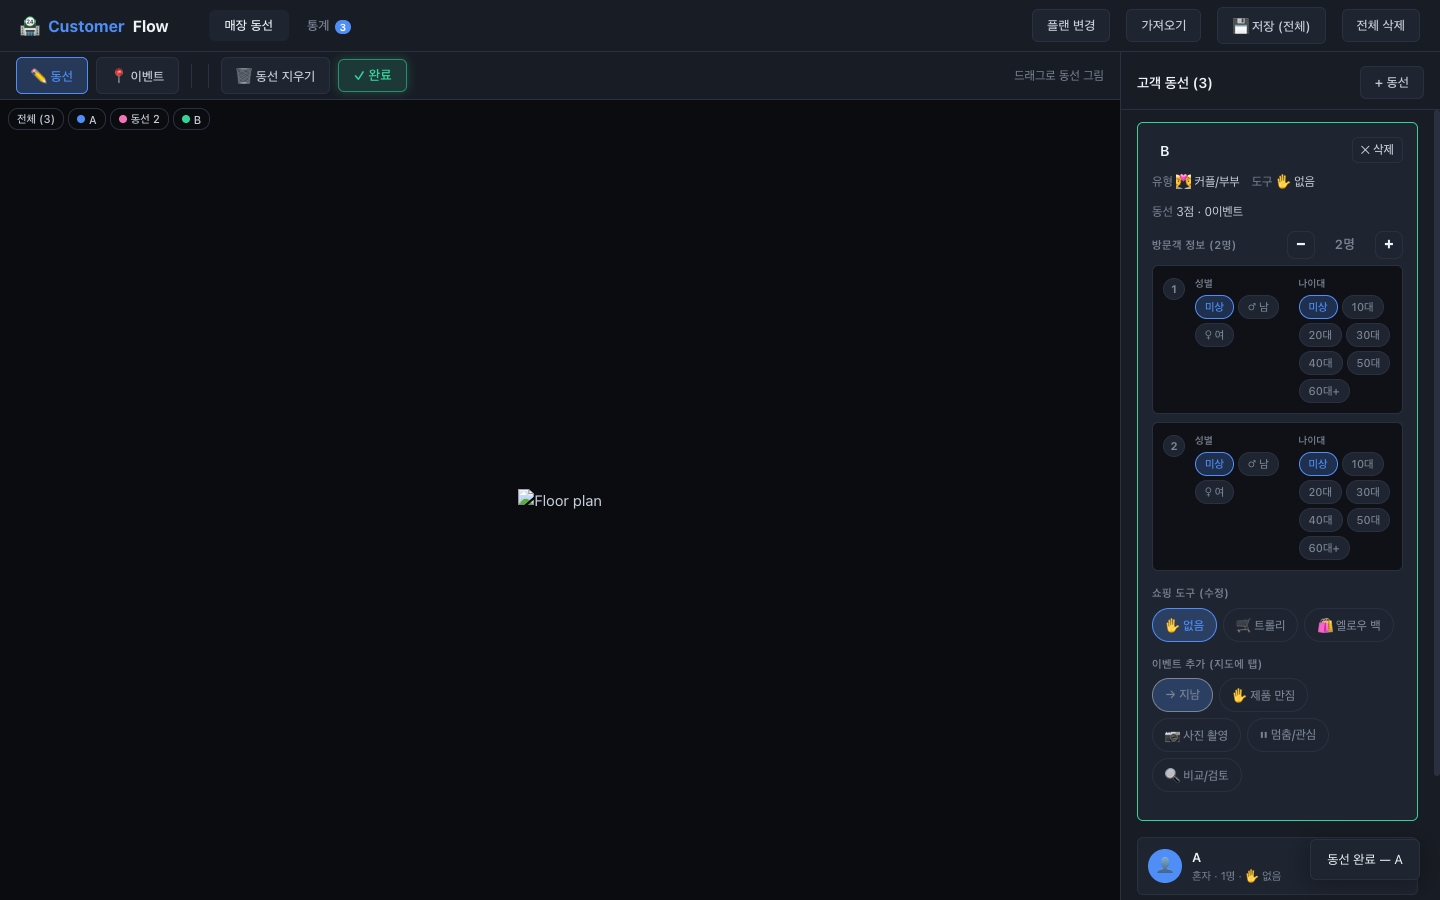 Customer Flow
매장 동선
통계 3
플랜 변경
가져오기
저장 (전체)
전체 삭제
동선
이벤트
동선 지우기
✓ 완료
드래그로 동선 그림
전체 (3)
A
동선 2
B
Floor plan
고객 동선 (3)
+ 동선
B
× 삭제
유형 커플/부부 도구 없음
동선 3점 · 0이벤트
방문객 정보 (2명)
− 2명 +
1
성별
미상 ♂ 남
♀ 여
나이대
미상 10대
20대 30대
40대 50대
60대+
2
성별
미상 ♂ 남
♀ 여
나이대
미상 10대
20대 30대
40대 50대
60대+
쇼핑 도구 (수정)
없음 트롤리 옐로우 백
이벤트 추가 (지도에 탭)
→ 지남 제품 만짐
사진 촬영 멈춤/관심
비교/검토
A
혼자 · 1명 · 없음
동선 완료 — A